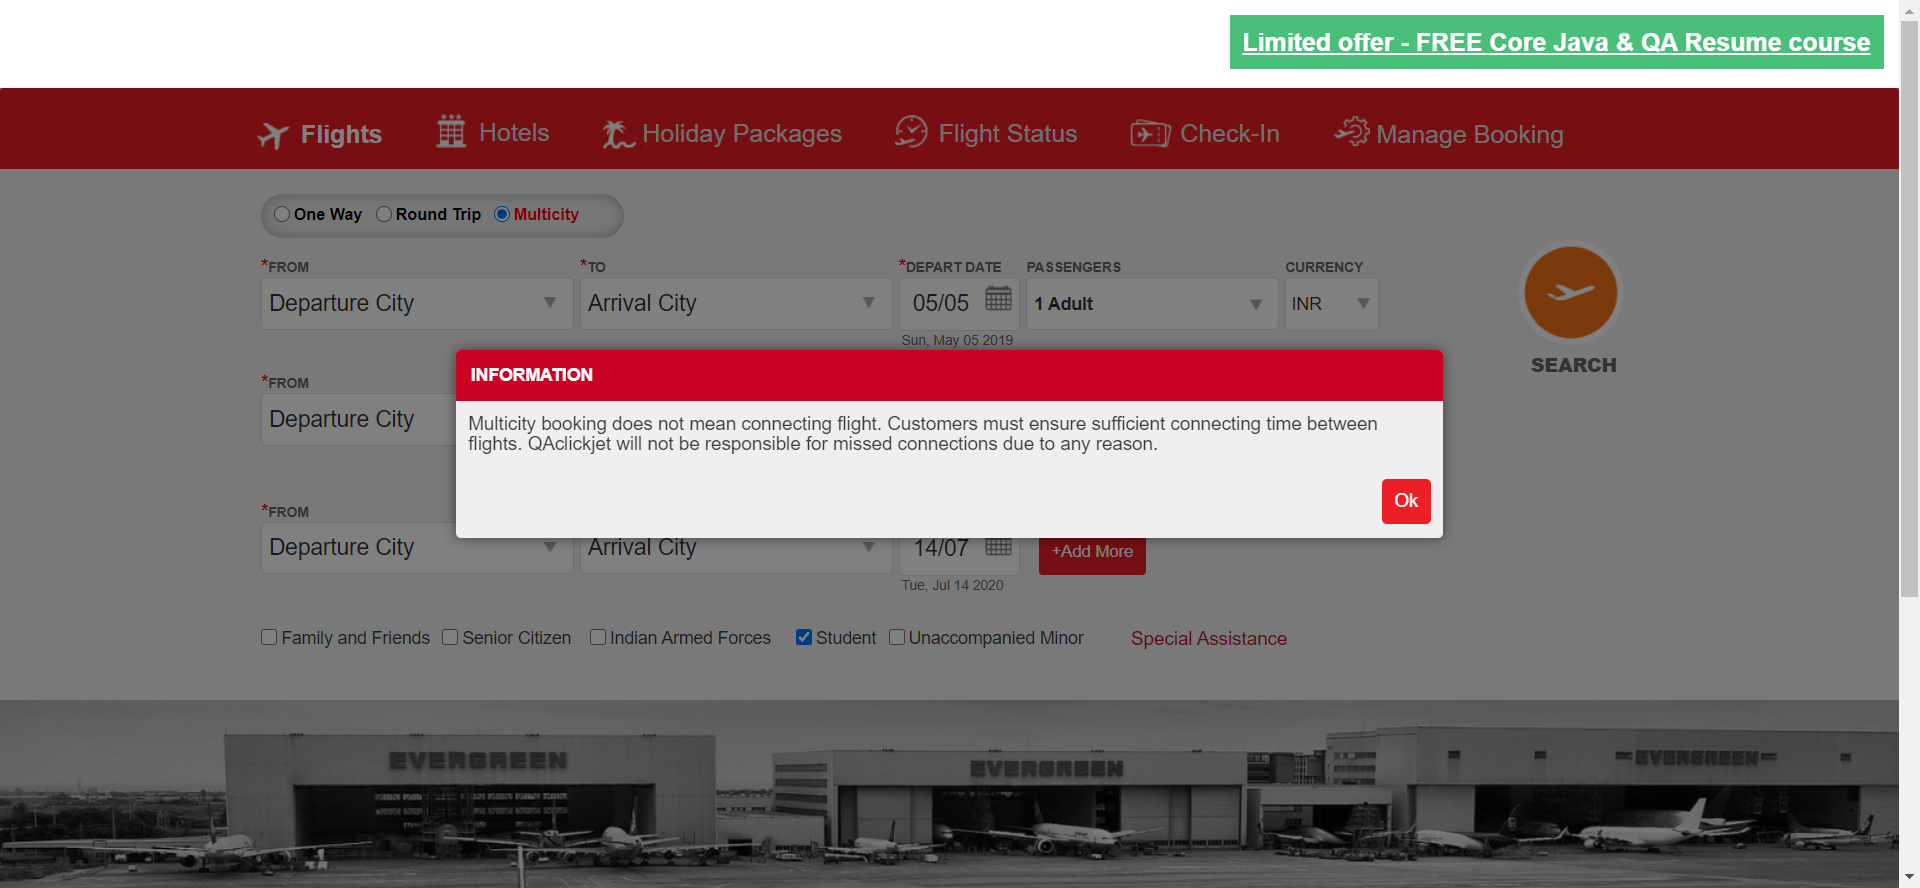 Limited offer - FREE Core Java & QA Resume course
Flights Hotels Holiday Packages Flight Status Check-In Manage Booking
One Way Round Trip Multicity
*FROM *TO *DEPART DATE PASSENGERS CURRENCY
Departure City Arrival City 05/05 1 Adult INR
Sun, May 05 2019
SEARCH
*FROM
Departure City
INFORMATION
Multicity booking does not mean connecting flight. Customers must ensure sufficient connecting time between
flights. QAclickjet will not be responsible for missed connections due to any reason.
Ok
*FROM
Departure City Arrival City 14/07 +Add More
Tue, Jul 14 2020
Family and Friends Senior Citizen Indian Armed Forces Student Unaccompanied Minor Special Assistance
EVERGREEN EVERGREEN EVERGREEN